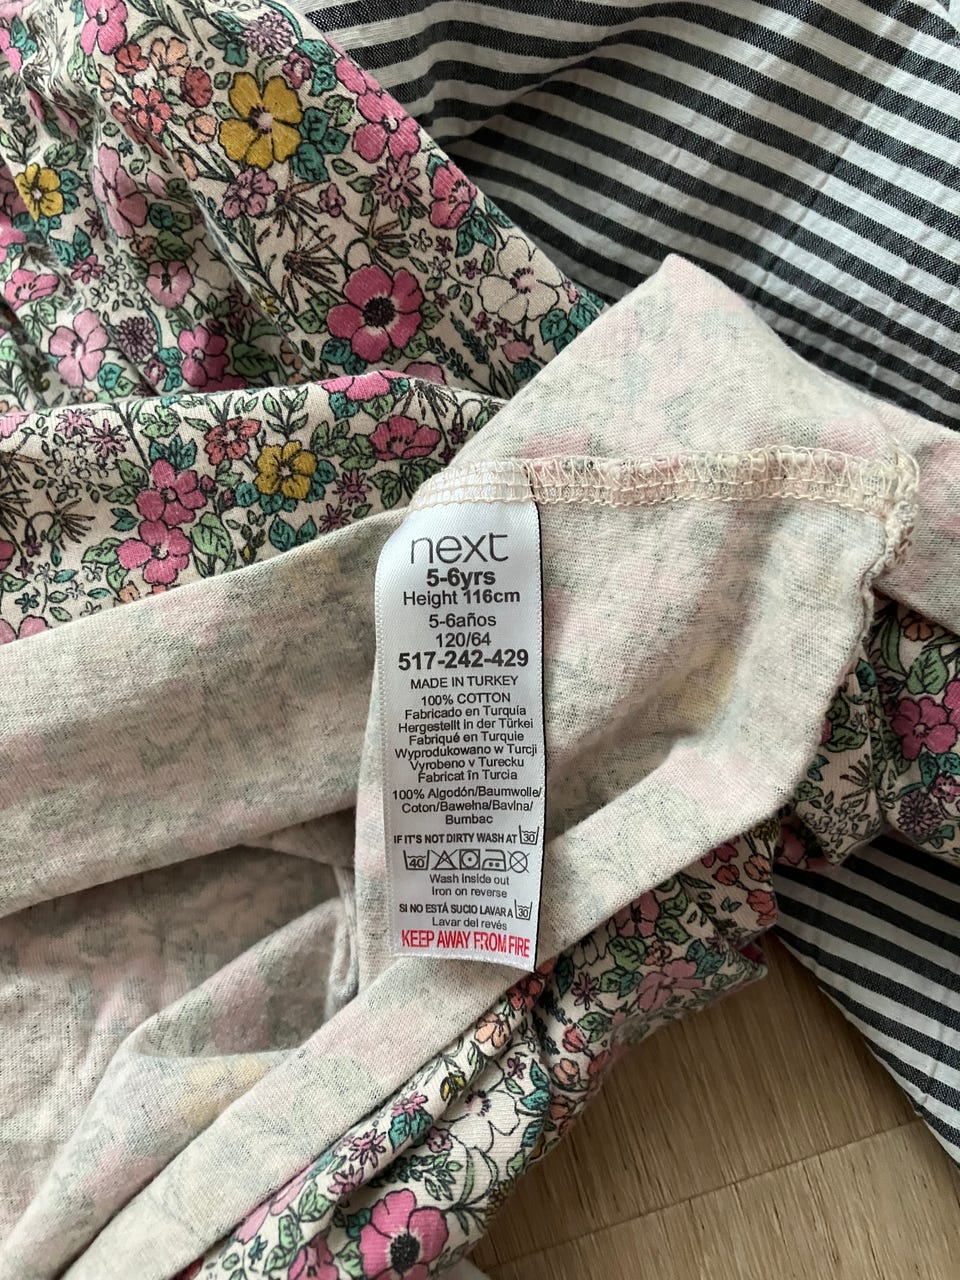 next
5-6yrs
Height 116cm
5-6años
120/64
517-242-429
MADE IN TURKEY
100% COTTON
Fabricado en Turquía
Hergestellt in der Türkei
Fabriqué en Turquie
Wyprodukowano w Turcji
Vyrobeno v Turecku
Fabricat în Turcia
100% Algodón/Baumwolle/
Coton/Bawełna/Bavlna/
Bumbac
IF IT'S NOT DIRTY WASH AT 30
40
Wash Inside out
Iron on reverse
SI NO ESTÁ SUCIO LAVAR A 30
Lavar del revés
KEEP AWAY FROM FIRE